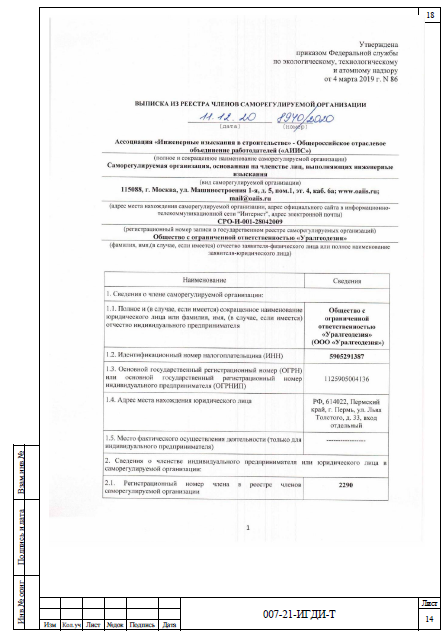 18
Утверждена
приказом Федеральной службы
по экологическому, технологическому
и атомному надзору
от 4 марта 2019 г. N 86
ВЫПИСКА ИЗ РЕЕСТРА ЧЛЕНОВ САМОРЕГУЛИРУЕМОЙ ОРГАНИЗАЦИИ
11.12.20 8940/2020
(дата) (номер)
Ассоциация «Инженерные изыскания в строительстве» - Общероссийское отраслевое
объединение работодателей («АИИС»)
(полное и сокращенное наименование саморегулируемой организации)
Саморегулируемая организация, основанная на членстве лиц, выполняющих инженерные
изыскания
(вид саморегулируемой организации)
115088, г. Москва, ул. Машиностроения 1-я, д. 5, пом.1, эт. 4, каб. 6а; www.oaiis.ru;
mail@oaiis.ru
(адрес места нахождения саморегулируемой организации, адрес официального сайта в информационно-
телекоммуникационной сети "Интернет", адрес электронной почты)
СРО-И-001-28042009
(регистрационный номер записи в государственном реестре саморегулируемых организаций)
Общество с ограниченной ответственностью «Уралгеодезия»
(фамилия, имя,(в случае, если имеется) отчество заявителя-физического лица или полное наименование
заявителя-юридического лица)
Наименование Сведения
1. Сведения о члене саморегулируемой организации:
1.1. Полное и (в случае, если имеется) сокращенное наименование
юридического лица или фамилия, имя, (в случае, если имеется)
отчество индивидуального предпринимателя
Общество с
ограниченной
ответственностью
«Уралгеодезия»
(ООО «Уралгеодезия»)
1.2. Идентификационный номер налогоплательщика (ИНН) 5905291387
1.3. Основной государственный регистрационный номер (ОГРН)
или основной государственный регистрационный номер
индивидуального предпринимателя (ОГРНИП)
1125905004136
1.4. Адрес места нахождения юридического лица
РФ, 614022, Пермский
край, г. Пермь, ул. Льва
Толстого, д. 33, вход
отдельный
1.5. Место фактического осуществления деятельности (только для
индивидуального предпринимателя)
----------------
2. Сведения о членстве индивидуального предпринимателя или юридического лица в
саморегулируемой организации:
2.1. Регистрационный номер члена в реестре членов
саморегулируемой организации
2290
1
Взам инв.№
Подпись и дата
Инв № ориг
Изм Кол.уч Лист №док Подпись Дата
007-21-ИГДИ-Т
Лист
14